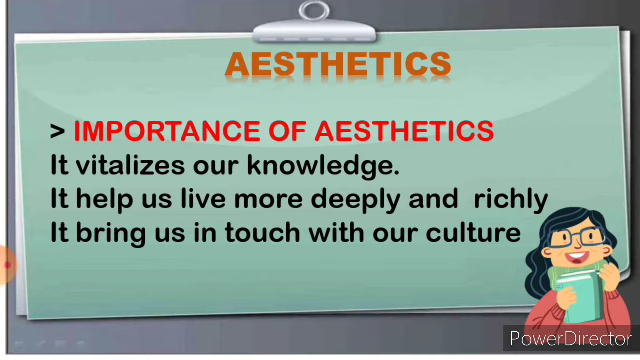 AESTHETICS
> IMPORTANCE OF AESTHETICS
It vitalizes our knowledge.
It help us live more deeply and richly
It bring us in touch with our culture
PowerDirector